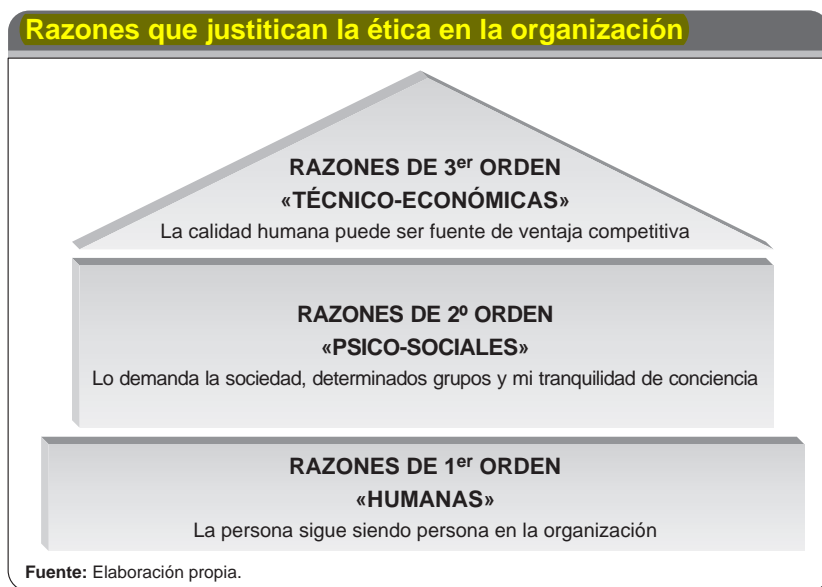 Razones que justitican la ética en la organización
RAZONES DE 3er ORDEN
«TÉCNICO-ECONÓMICAS»
La calidad humana puede ser fuente de ventaja competitiva
RAZONES DE 2º ORDEN
«PSICO-SOCIALES»
Lo demanda la sociedad, determinados grupos y mi tranquilidad de conciencia
RAZONES DE 1er ORDEN
«HUMANAS»
La persona sigue siendo persona en la organización
Fuente: Elaboración propia.